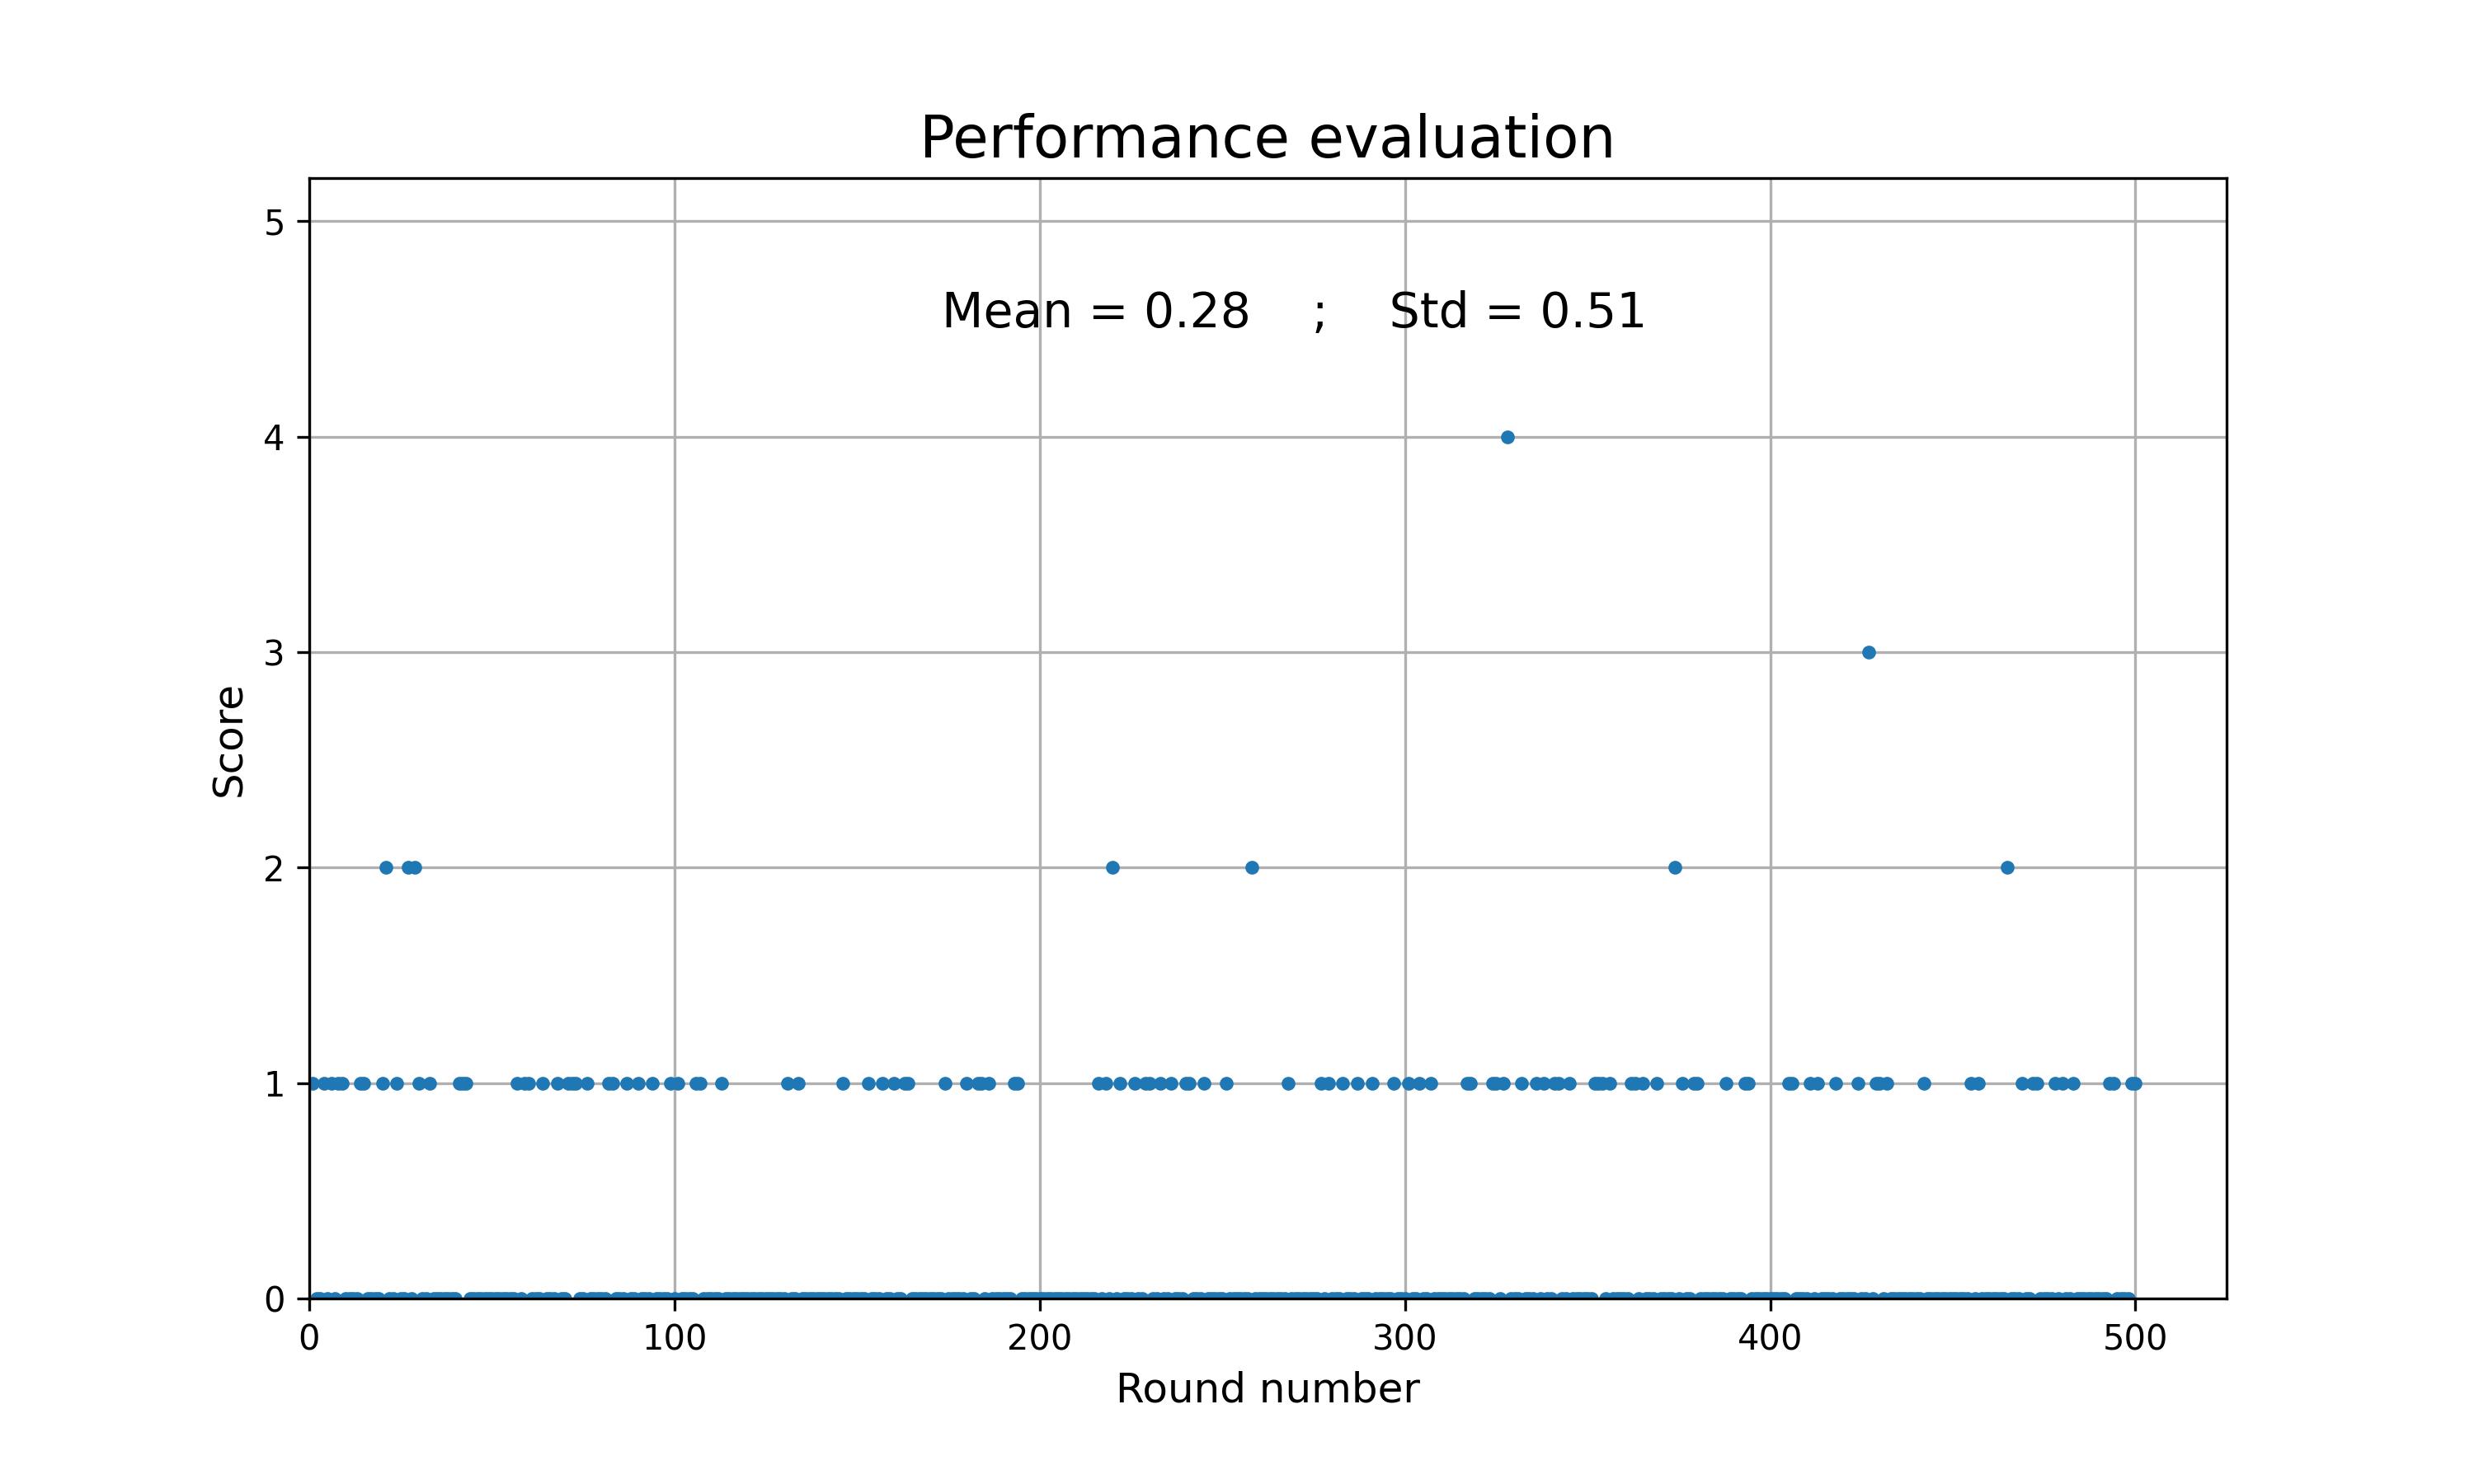 Performance evaluation
Mean = 0.28 ; Std = 0.51
5
4
3
2
1
0
Score
0 100 200 300 400 500
Round number